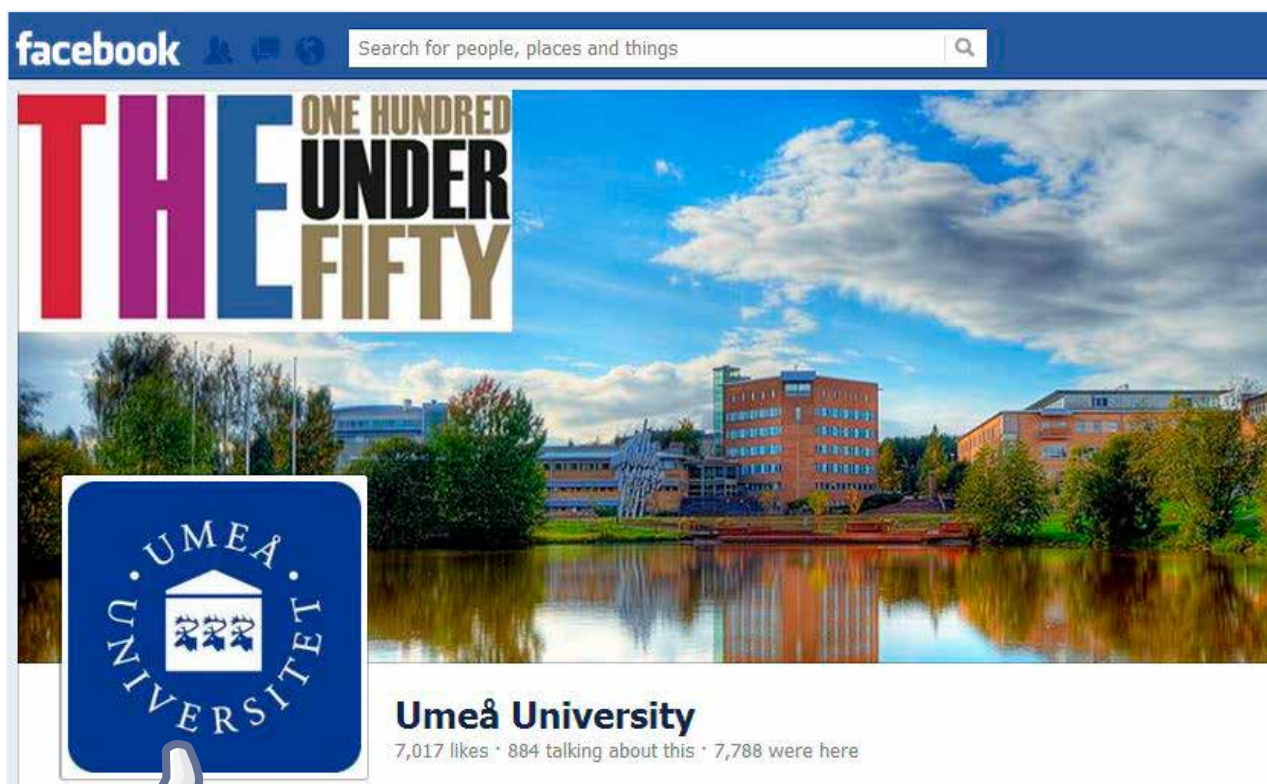 facebook
Search for people, places and things
THE
ONE HUNDRED
UNDER
FIFTY
UMEÅ
UNIVERSITET
Umeå University
7,017 likes · 884 talking about this · 7,788 were here